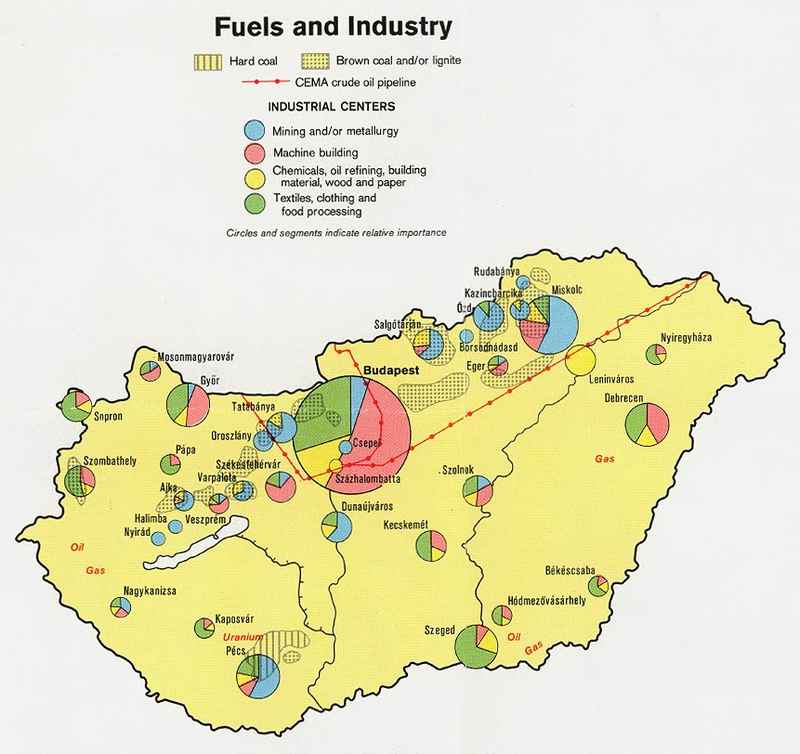 Fuels and Industry
Hard coal
Brown coal and/or lignite
CEMA crude oil pipeline
INDUSTRIAL CENTERS
Mining and/or metallurgy
Machine building
Chemicals, oil refining, building
material, wood and paper
Textiles, clothing and
food processing
Circles and segments indicate relative importance
Rudabánya
Kazincbarcika
Miskolc
Ózd
Salgótarján
Borsodnádasd
Nyíregyháza
Mosonmagyaróvár
Eger
Budapest
Leninváros
Győr
Debrecen
Sopron
Tatabánya
Oroszlány
Csepel
Pápa
Gas
Szombathely
Székesfehérvár
Szolnok
Várpalota
Százhalombatta
Ajka
Dunaújváros
Halimba
Veszprém
Kecskemét
Nyirád
Oil
Gas
Békéscsaba
Nagykanizsa
Hódmezővásárhely
Kaposvár
Szeged
Uranium
Oil
Gas
Pécs